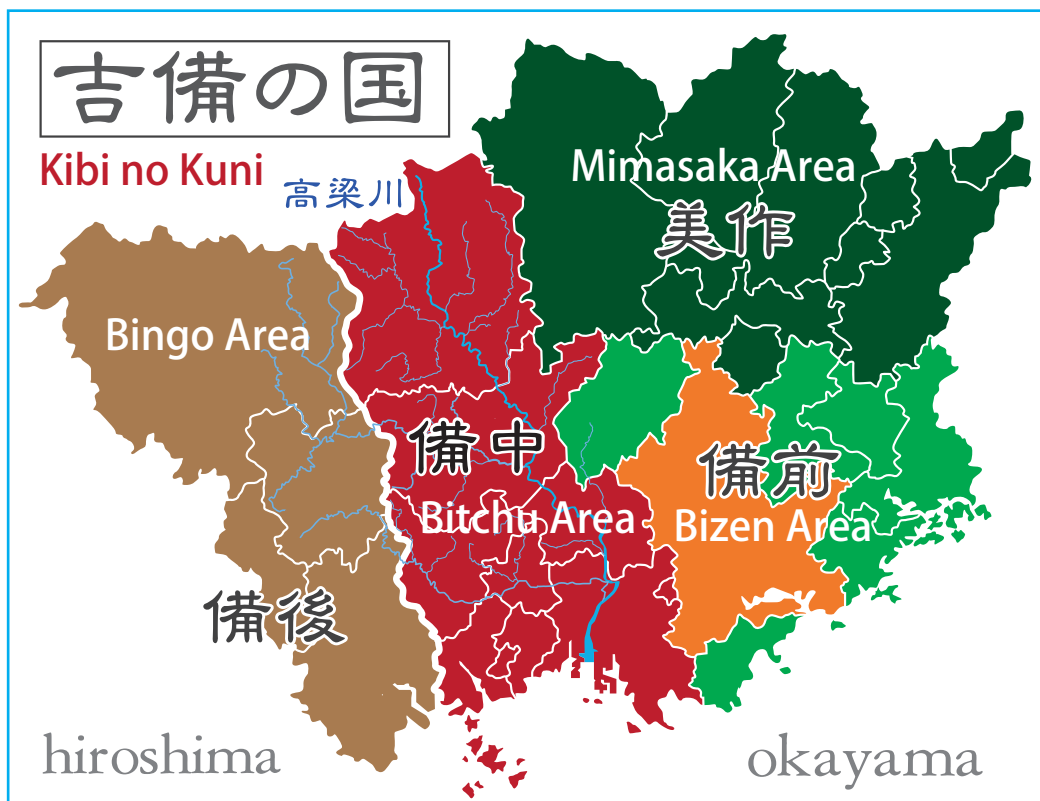 吉備の国
Kibi no Kuni
高梁川
Mimasaka Area
美作
Bingo Area
備中
備前
Bitchu Area
Bizen Area
備後
hiroshima
okayama